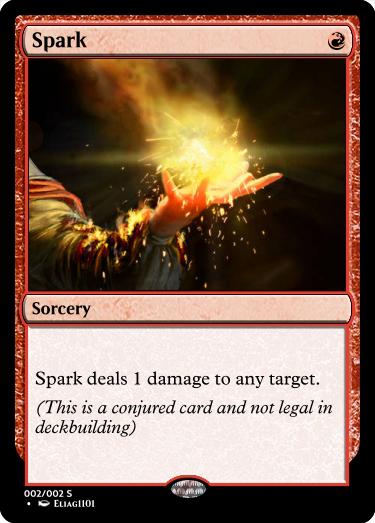 Spark
Sorcery
Spark deals 1 damage to any target.
(This is a conjured card and not legal in
deckbuilding)
002/002 S
• Eliag1101